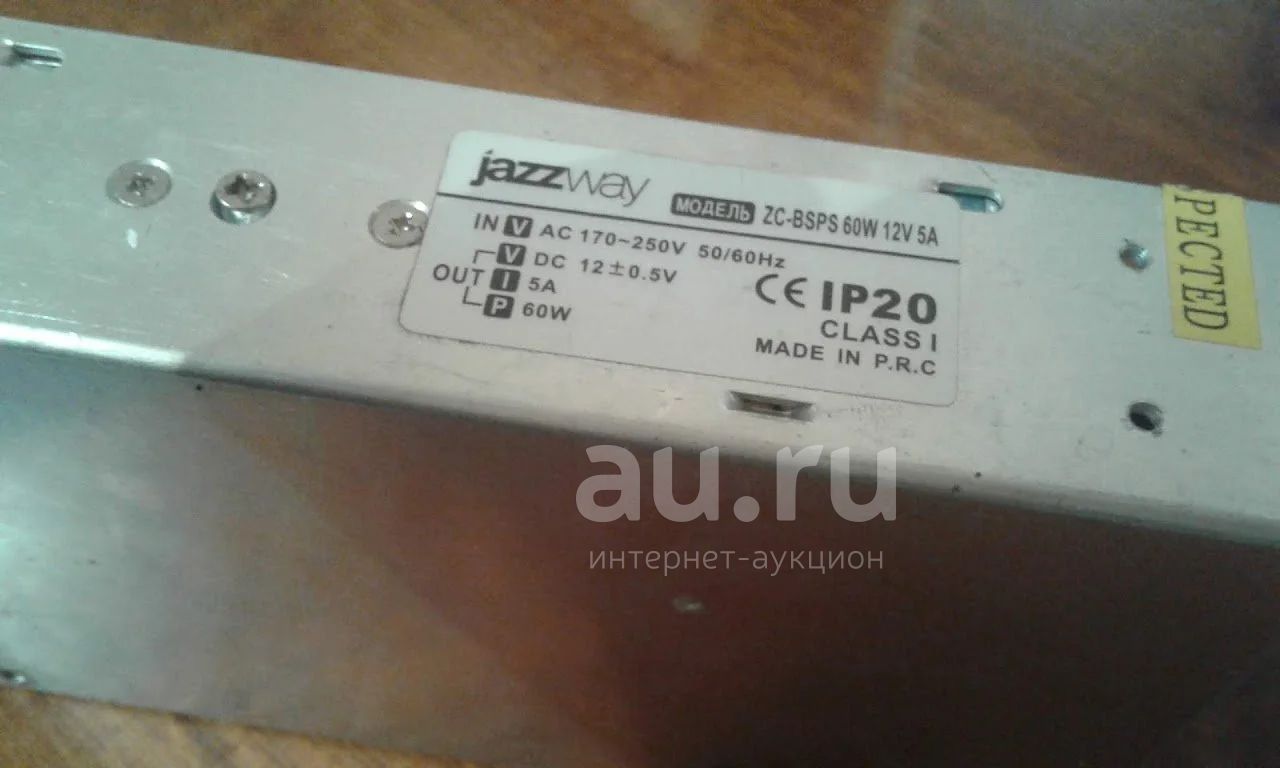 jazzway
МОДЕЛЬ ZC-BSPS 60W 12V 5A
IN V AC 170~250V 50/60Hz
OUT
V DC 12±0.5V
I 5A
P 60W
CE IP20
CLASS I
MADE IN P.R.C
PECTED
au.ru
интернет-аукцион